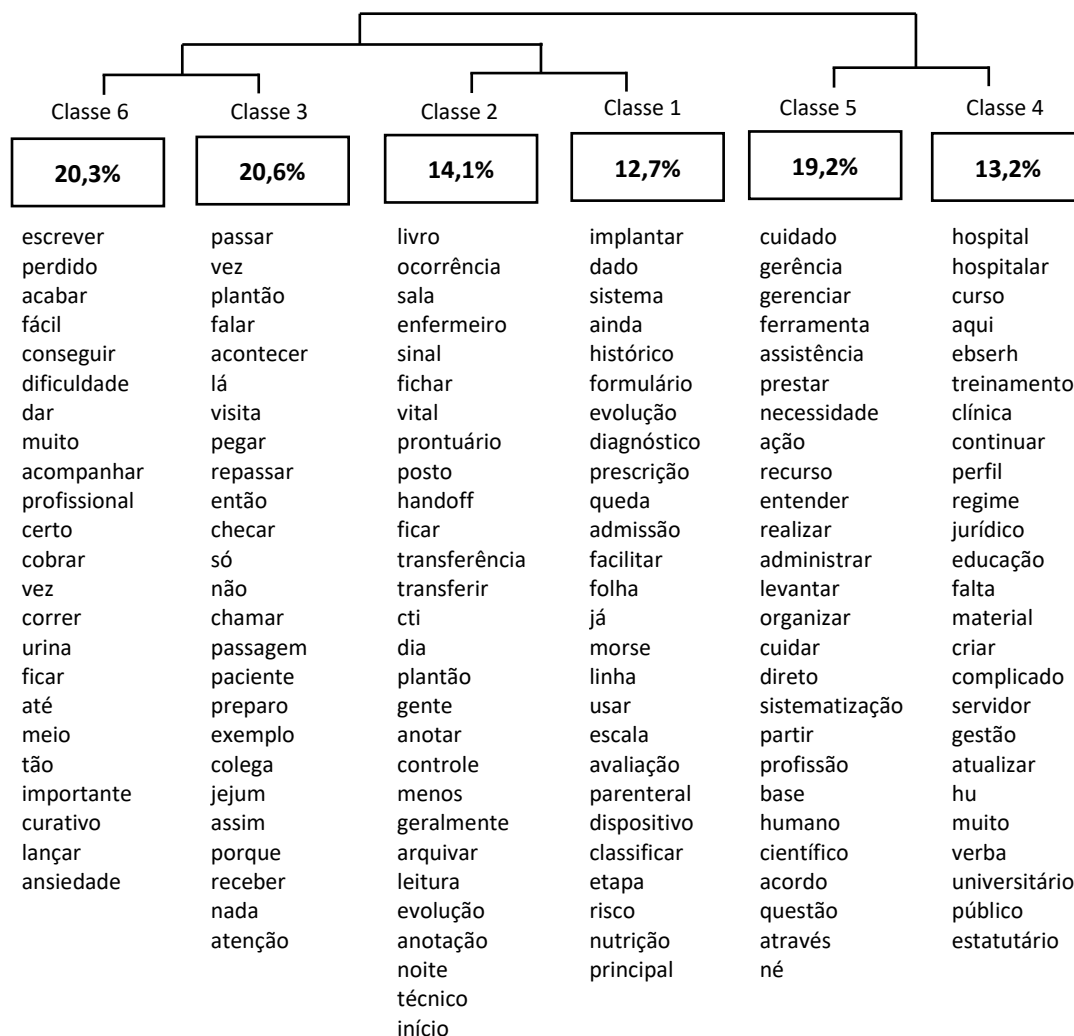 Classe 6 Classe 3 Classe 2 Classe 1 Classe 5 Classe 4
20,3% 20,6% 14,1% 12,7% 19,2% 13,2%
escrever passar livro implantar cuidado hospital
perdido vez ocorrência dado gerência hospitalar
acabar plantão sala sistema gerenciar curso
fácil falar enfermeiro ainda ferramenta aqui
conseguir acontecer sinal histórico assistência ebserh
dificuldade lá fichar formulário prestar treinamento
dar visita vital evolução necessidade clínica
muito pegar prontuário diagnóstico ação continuar
acompanhar repassar posto prescrição recurso perfil
profissional então handoff queda entender regime
certo checar ficar admissão realizar jurídico
cobrar só transferência facilitar administrar educação
vez não transferir folha levantar falta
correr chamar cti já organizar material
urina passagem dia morse cuidar criar
ficar paciente plantão linha direto complicado
até preparo gente usar sistematização servidor
meio exemplo anotar escala partir gestão
tão colega controle avaliação profissão atualizar
importante jejum menos parenteral base hu
curativo assim geralmente dispositivo humano muito
lançar porque arquivar classificar científico verba
ansiedade receber leitura etapa acordo universitário
nada evolução risco questão público
atenção anotação nutrição através estatutário
noite principal né
técnico
início